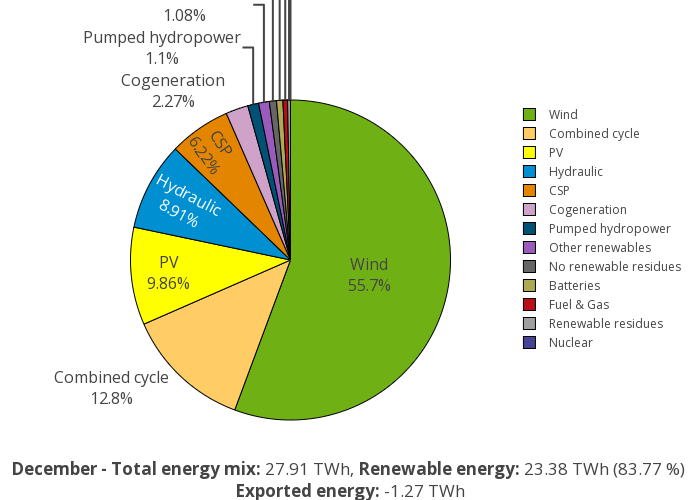 1.08%
Pumped hydropower
1.1%
Cogeneration
2.27%
CSP
6.22%
Hydraulic
8.91%
PV
9.86%
Wind
55.7%
Combined cycle
12.8%
Wind
Combined cycle
PV
Hydraulic
CSP
Cogeneration
Pumped hydropower
Other renewables
No renewable residues
Batteries
Fuel & Gas
Renewable residues
Nuclear
December - Total energy mix: 27.91 TWh, Renewable energy: 23.38 TWh (83.77 %)
Exported energy: -1.27 TWh